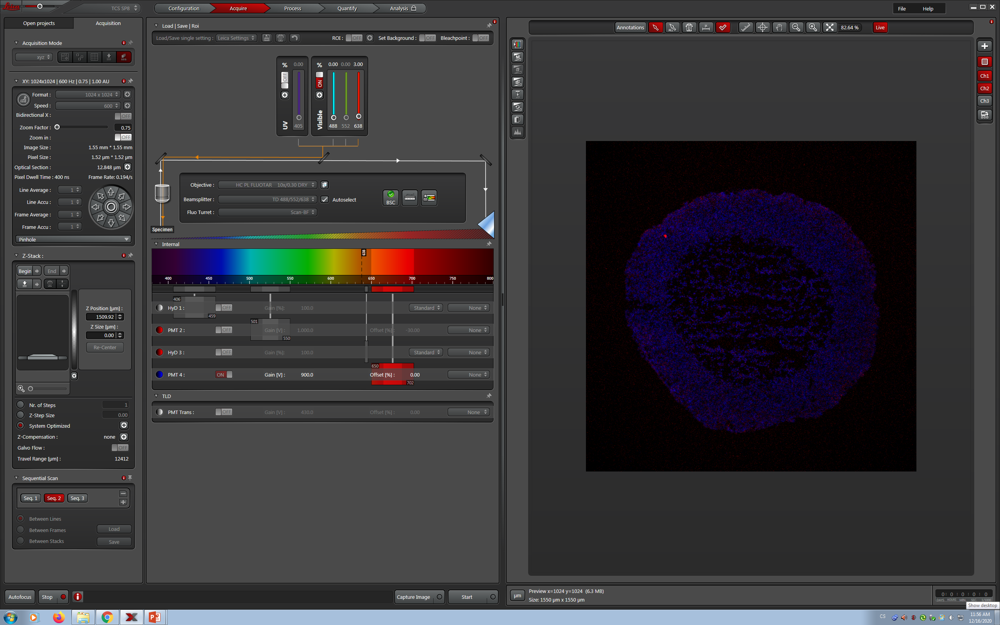 Leica
TCS SP8
Configuration
Acquire
Process
Quantify
Analysis
File
Help
Open projects
Acquisition
Acquisition Mode
xyz
SEQ.
XY: 1024x1024 | 600 Hz | 0.75 | 1.00 AU
Format : 1024 x 1024
Speed : 600
Bidirectional X : OFF
Zoom Factor : 0.75
Zoom in : OFF
Image Size : 1.55 mm * 1.55 mm
Pixel Size : 1.52 µm * 1.52 µm
Optical Section : 12.848 µm
Pixel Dwell Time : 400 ns Frame Rate: 0.194/s
Line Average : 1
Line Accu : 1
Frame Average : 1
Frame Accu : 1
Pinhole
Z-Stack :
Begin End
Z Position [µm] :
1509.92
Z Size [µm] :
0.00
Re-Center
Nr. of Steps 1
Z-Step Size 0.00
System Optimized
Z-Compensation : none
Galvo Flow : OFF
Travel Range [µm] : 12412
Sequential Scan
Seq. 1 Seq. 2 Seq. 3
Between Lines
Between Frames Load
Between Stacks Save
Autofocus Stop
Load | Save | Roi
Load/Save single setting : Leica Settings ROI : OFF Set Background : OFF Bleachpoint : OFF
% 0.00
OFF
UV
405
% 0.00 0.00 3.00
ON
Visible
488 552 638
Objective : HC PL FLUOTAR 10x/0.30 DRY
Beamsplitter : TD 488/552/638 Autoselect
BSC
Fluo Turret : Scan-BF
Specimen
Internal
638
400 450 500 550 600 650 700 750 800
406
HyD 1 : OFF Gain [%]: 100.0 Standard None
459
501
PMT 2 : OFF Gain [V] : 1.000.0 Offset [%] : -30.00 None
550
HyD 3 : OFF Gain [%]: 100.0 Standard None
650
PMT 4 : ON Gain [V] : 900.0 Offset [%] : 0.00 None
702
TLD
PMT Trans : OFF Gain [V] : 430.0 Offset [%] : 0.00 None
Capture Image Start
Annotations ALL 82.64 % Live
M
Ch1
Ch2
Ch3
µm
Preview x=1024 y=1024 (6.3 MB)
Size: 1550 µm x 1550 µm
0: 0: 0: 0: 0
DAYS HOURS MIN. SEC. 1/1000
Show desktop
CS
11:56 AM
12/16/2020